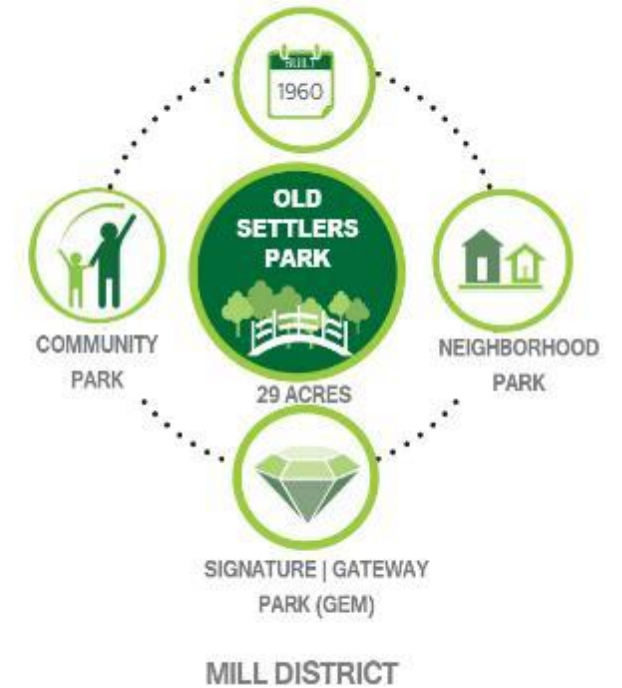 BUILT
1960
OLD
SETTLERS
PARK
COMMUNITY
PARK
NEIGHBORHOOD
PARK
29 ACRES
SIGNATURE | GATEWAY
PARK (GEM)
MILL DISTRICT